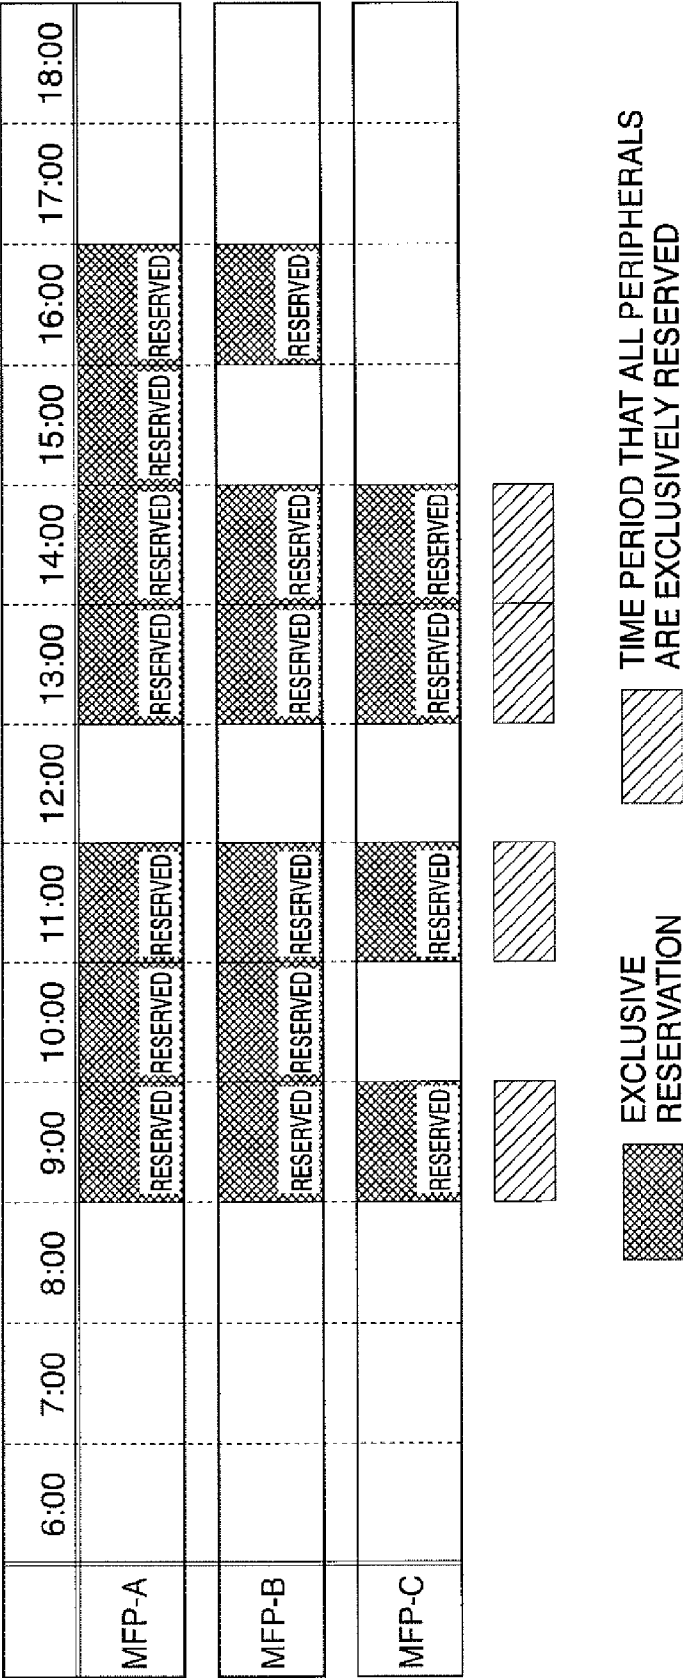 6:00 7:00 8:00 9:00 10:00 11:00 12:00 13:00 14:00 15:00 16:00 17:00 18:00
MFP-A RESERVED RESERVED RESERVED RESERVED RESERVED RESERVED RESERVED
MFP-B RESERVED RESERVED RESERVED RESERVED RESERVED RESERVED
MFP-C RESERVED RESERVED RESERVED RESERVED
EXCLUSIVE
RESERVATION
TIME PERIOD THAT ALL PERIPHERALS
ARE EXCLUSIVELY RESERVED